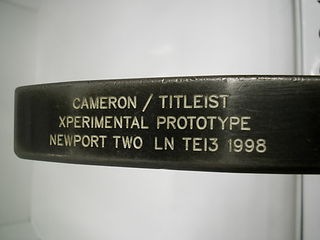 CAMERON / TITLEIST
XPERIMENTAL PROTOTYPE
NEWPORT TWO LN TEI3 1998